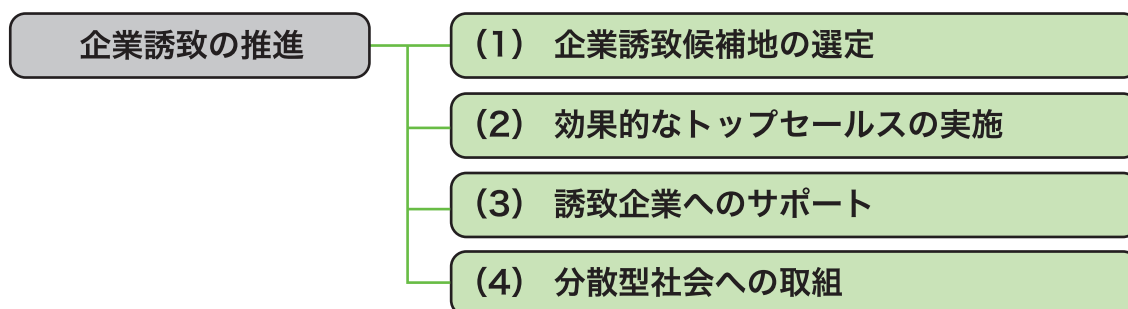 企業誘致の推進
(1) 企業誘致候補地の選定
(2) 効果的なトップセールスの実施
(3) 誘致企業へのサポート
(4) 分散型社会への取組